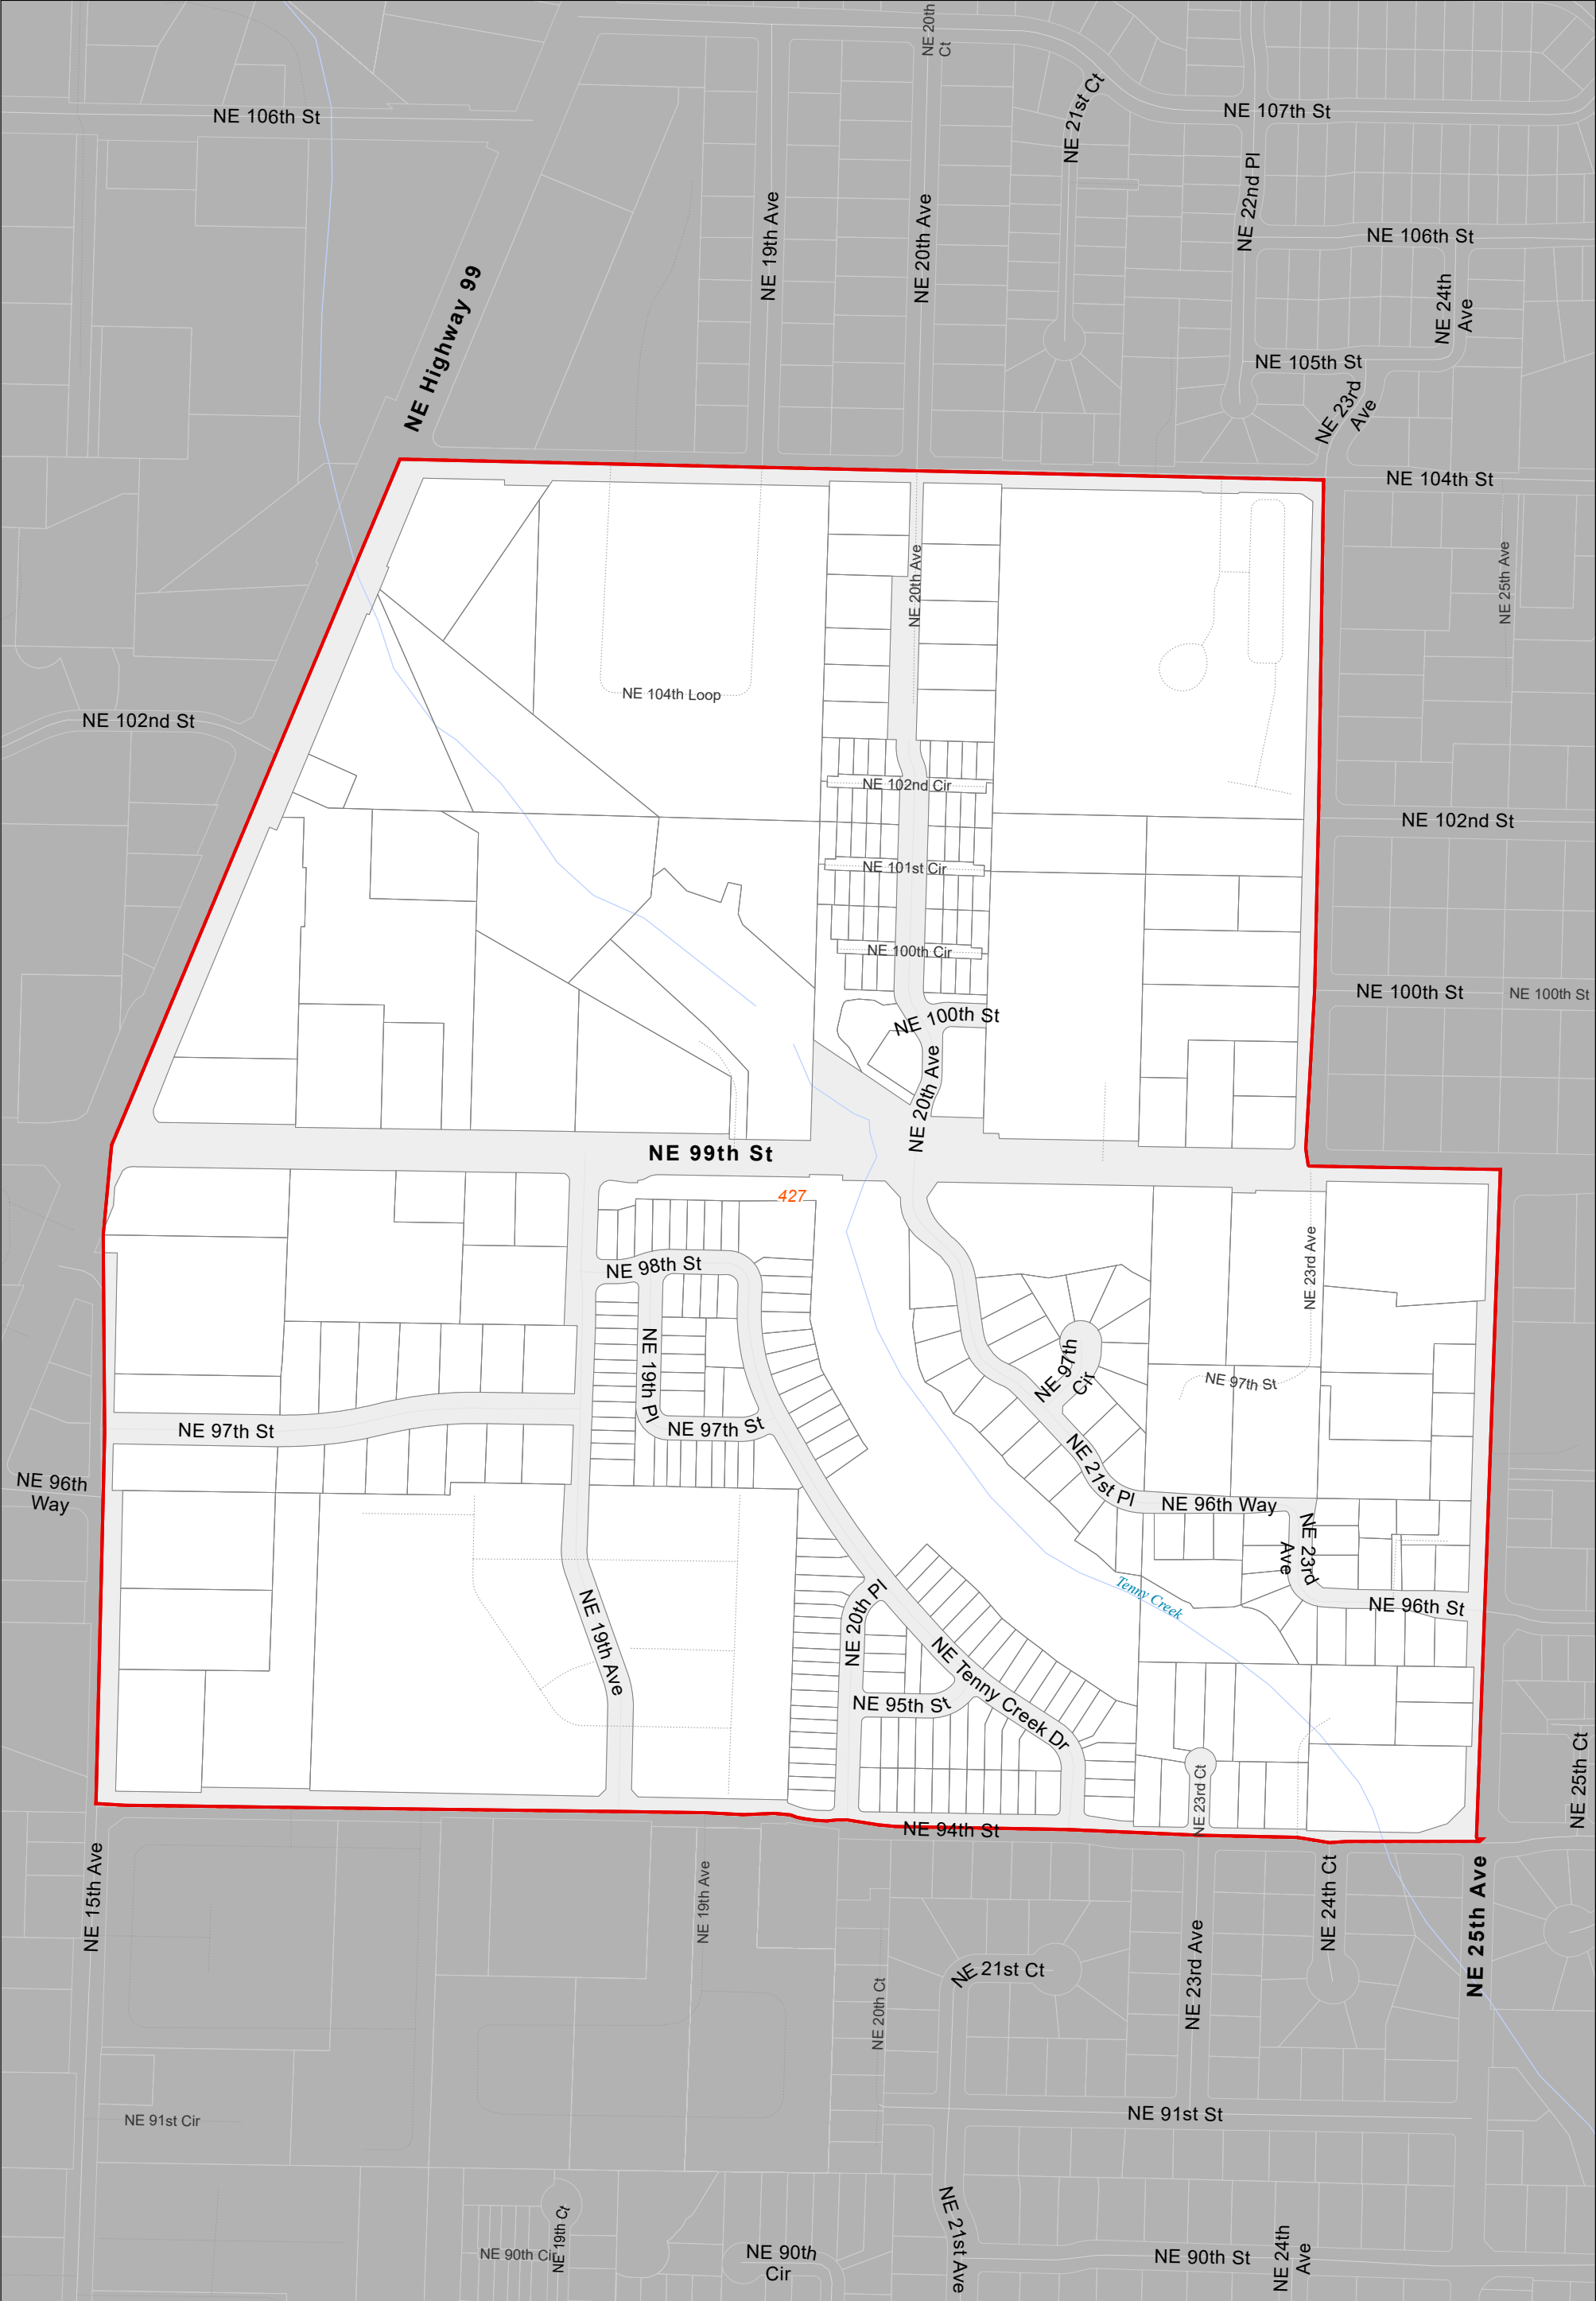 NE 20th
Ct
NE 21st Ct
NE 107th St
NE 106th St
NE 22nd Pl
NE 19th Ave
NE 20th Ave
NE 106th St
NE 24th
Ave
NE Highway 99
NE 105th St
NE 23rd
Ave
NE 104th St
NE 20th Ave
NE 25th Ave
NE 104th Loop
NE 102nd St
NE 102nd Cir
NE 102nd St
NE 101st Cir
NE 100th Cir
NE 100th St
NE 100th St
NE 100th St
NE 20th Ave
NE 99th St
427
NE 98th St
NE 23rd Ave
NE 19th Pl
NE 97th
Cir
NE 97th St
NE 97th St
NE 97th St
NE 21st Pl
NE 96th
Way
NE 96th Way
NE 23rd
Ave
Tenny Creek
NE 96th St
NE 19th Ave
NE 20th Pl
NE Tenny Creek Dr
NE 95th St
NE 23rd Ct
NE 25th Ct
NE 94th St
NE 15th Ave
NE 19th Ave
NE 24th Ct
NE 25th Ave
NE 21st Ct
NE 23rd Ave
NE 20th Ct
NE 91st Cir
NE 91st St
NE 21st Ave
NE 19th Ct
NE 90th Cir
NE 90th
Cir
NE 90th St
NE 24th
Ave